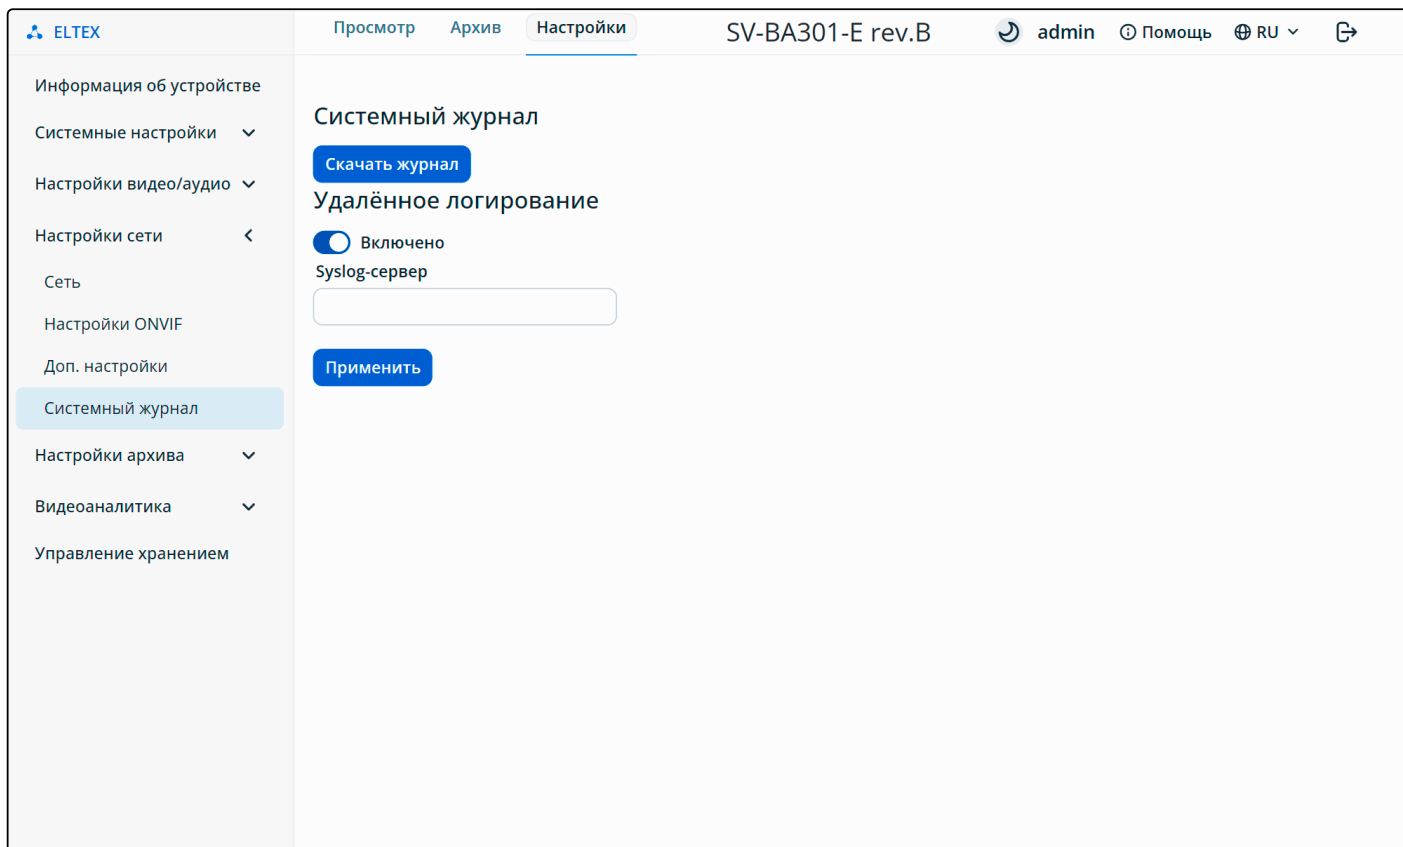 ELTEX
Просмотр Архив Настройки SV-BA301-E rev.B admin Помощь RU
Информация об устройстве
Системные настройки
Настройки видео/аудио
Настройки сети
Сеть
Настройки ONVIF
Доп. настройки
Системный журнал
Настройки архива
Видеоаналитика
Управление хранением
Системный журнал
Скачать журнал
Удалённое логирование
Включено
Syslog-сервер
Применить